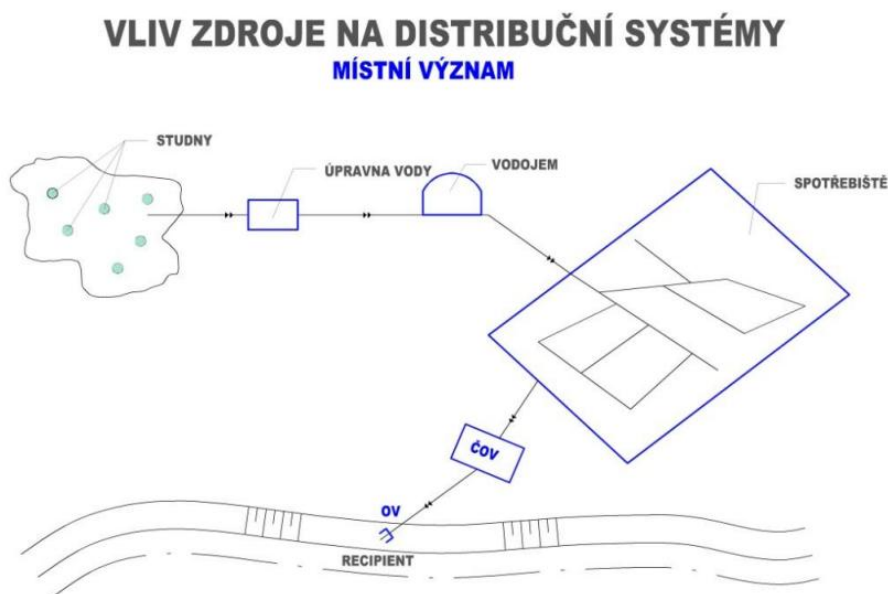 VLIV ZDROJE NA DISTRIBUČNÍ SYSTÉMY
MÍSTNÍ VÝZNAM
STUDNY
ÚPRAVNA VODY
VODOJEM
SPOTŘEBIŠTĚ
ČOV
OV
RECIPIENT